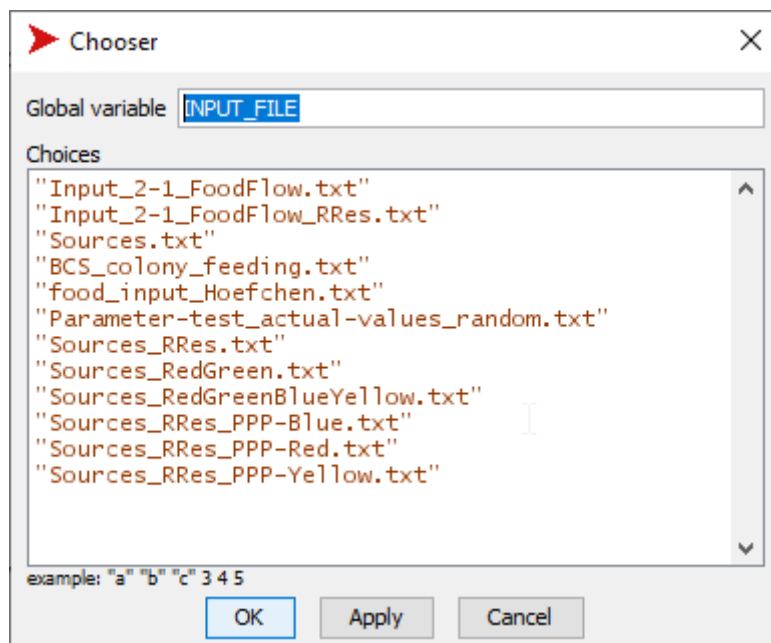 Chooser
Global variable INPUT_FILE
Choices
"Input_2-1_FoodFlow.txt"
"Input_2-1_FoodFlow_RRes.txt"
"Sources.txt"
"BCS_colony_feeding.txt"
"food_input_Hoefchen.txt"
"Parameter-test_actual-values_random.txt"
"Sources_RRes.txt"
"Sources_RedGreen.txt"
"Sources_RedGreenBlueYellow.txt"
"Sources_RRes_PPP-Blue.txt"
"Sources_RRes_PPP-Red.txt"
"Sources_RRes_PPP-Yellow.txt"
example: "a" "b" "c" 3 4 5
OK Apply Cancel